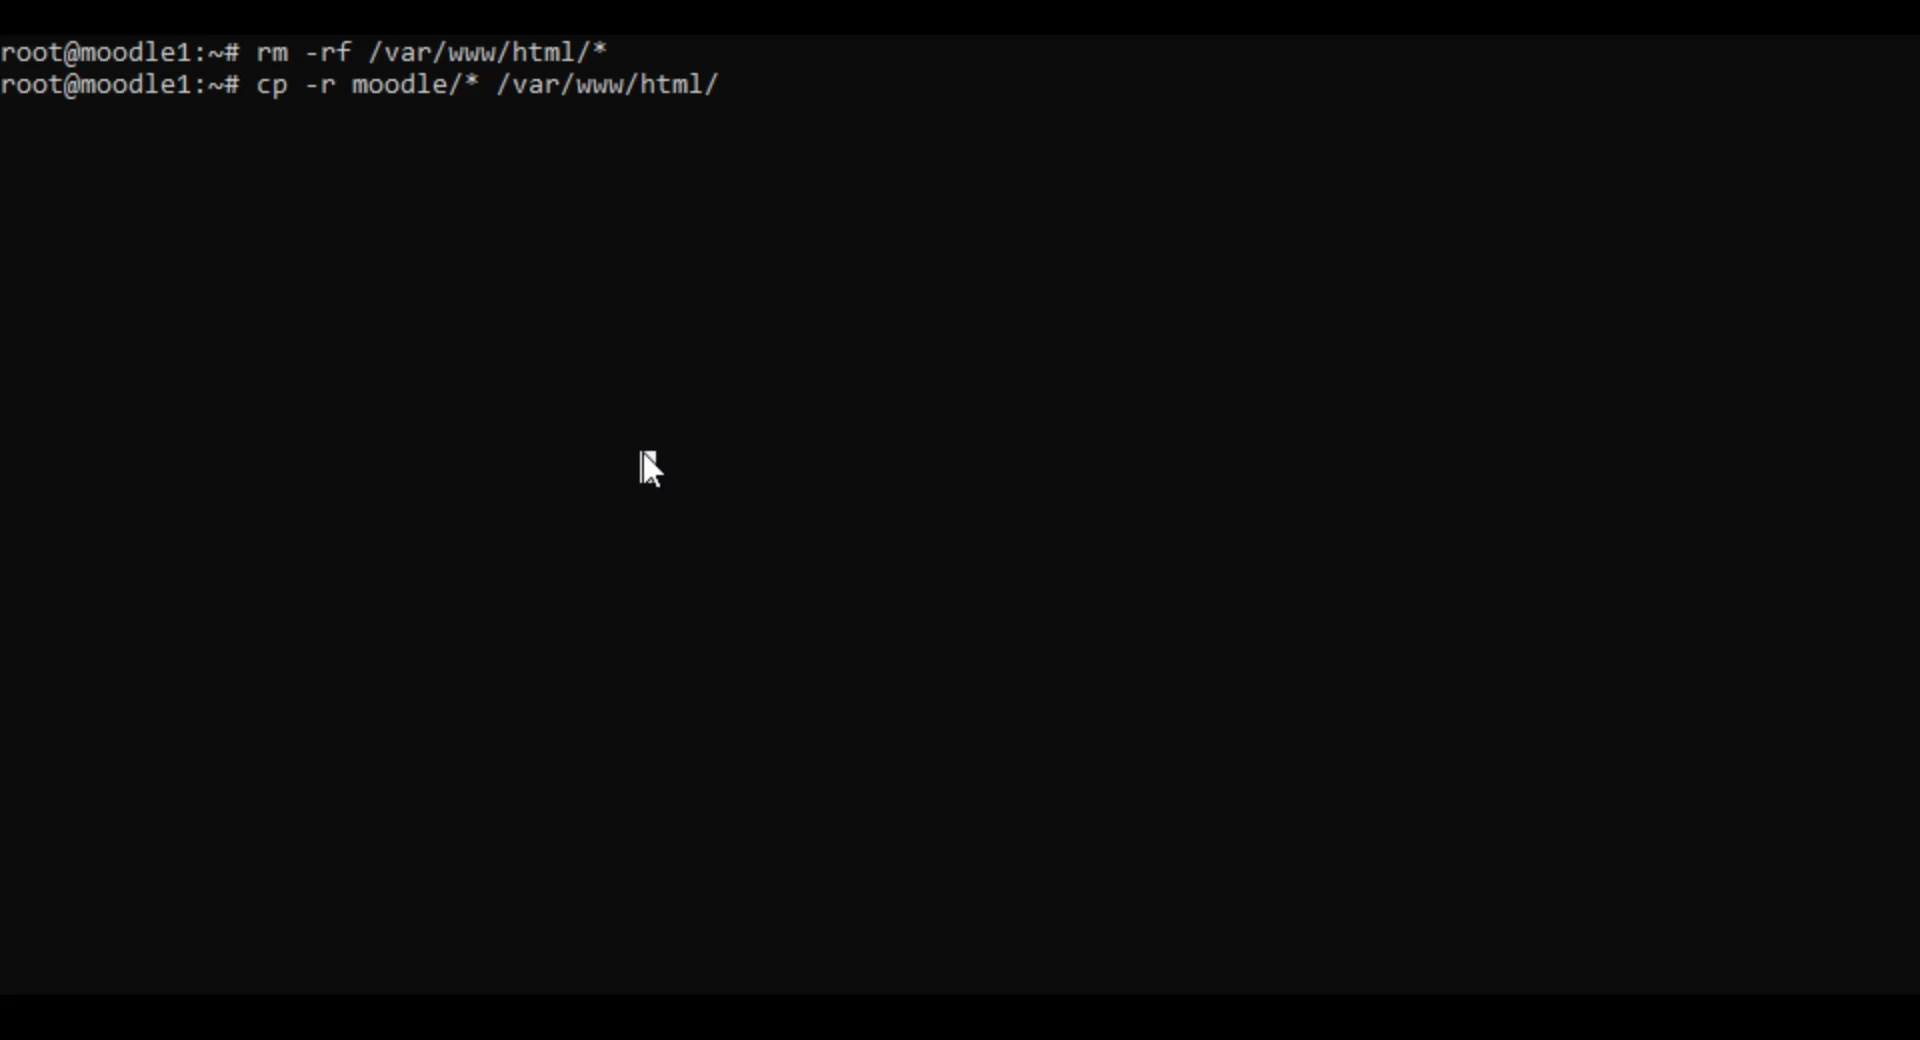 root@moodle1:~# rm -rf /var/www/html/*
root@moodle1:~# cp -r moodle/* /var/www/html/